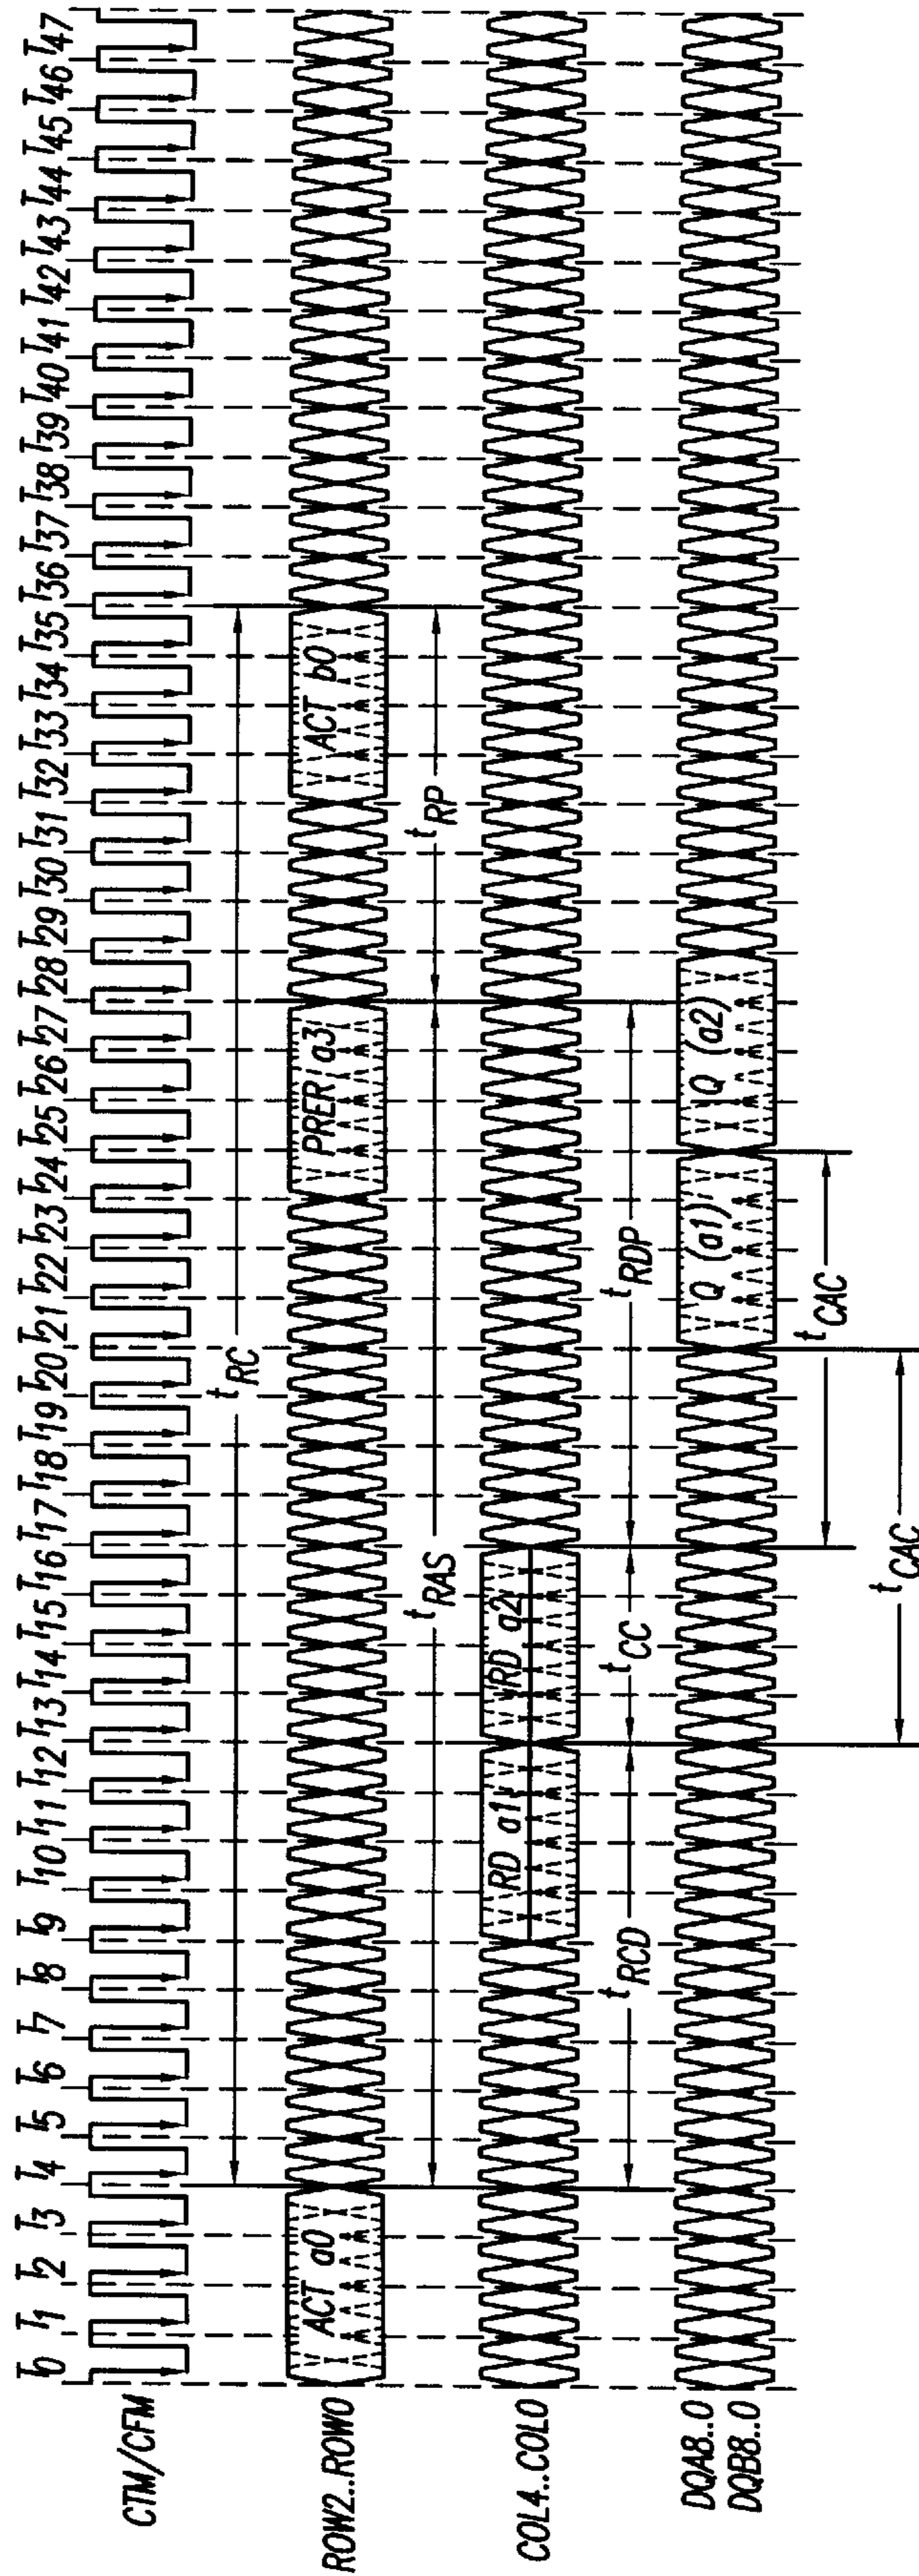 T0 T1 T2 T3 T4 T5 T6 T7 T8 T9 T10 T11 T12 T13 T14 T15 T16 T17 T18 T19 T20 T21 T22 T23 T24 T25 T26 T27 T28 T29 T30 T31 T32 T33 T34 T35 T36 T37 T38 T39 T40 T41 T42 T43 T44 T45 T46 T47
CTM/CFM
tRC
ROW2..ROW0
ACT a0
PRER a3
ACT b0
tRAS
tRP
COL4..COL0
RD a1
RD a2
tRCD
tCC
tRDP
DQA8..0
DQB8..0
Q (a1)
Q (a2)
tCAC
tCAC